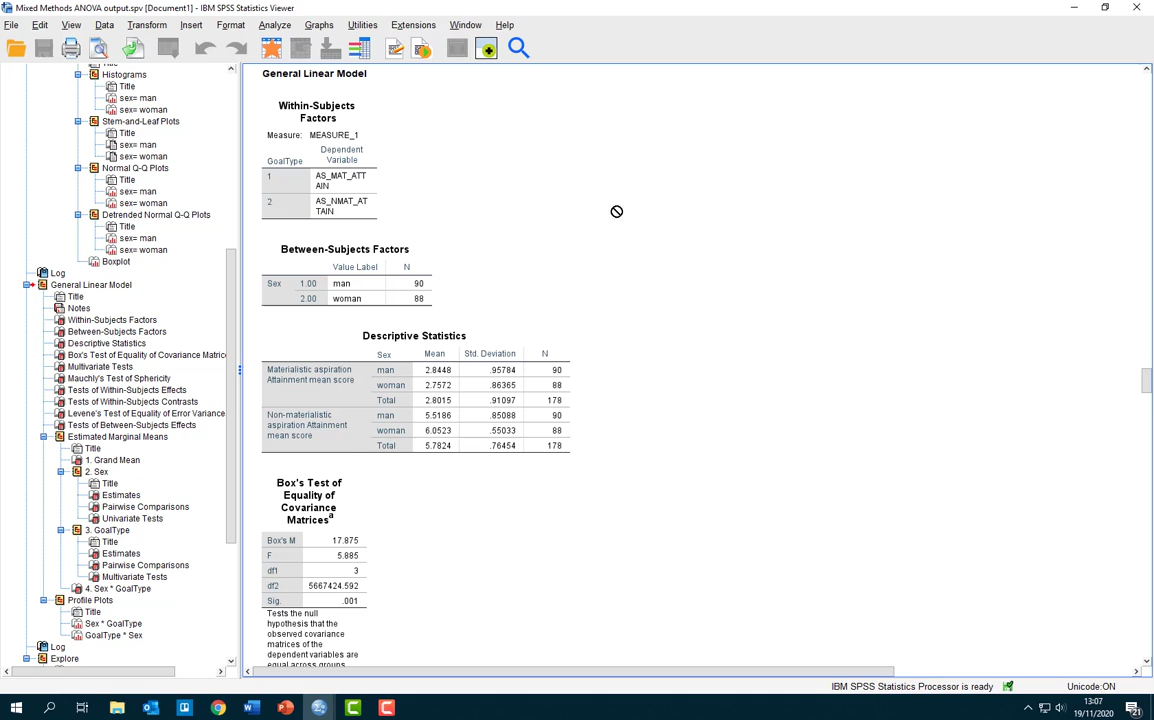 Mixed Methods ANOVA output.spv [Document1] - IBM SPSS Statistics Viewer
File Edit View Data Transform Insert Format Analyze Graphs Utilities Extensions Window Help
Histograms
Title
sex= man
sex= woman
Stem-and-Leaf Plots
Title
sex= man
sex= woman
Normal Q-Q Plots
Title
sex= man
sex= woman
Detrended Normal Q-Q Plots
Title
sex= man
sex= woman
Boxplot
Log
General Linear Model
Title
Notes
Within-Subjects Factors
Between-Subjects Factors
Descriptive Statistics
Box's Test of Equality of Covariance Matric
Multivariate Tests
Mauchly's Test of Sphericity
Tests of Within-Subjects Effects
Tests of Within-Subjects Contrasts
Levene's Test of Equality of Error Variance
Tests of Between-Subjects Effects
Estimated Marginal Means
Title
1. Grand Mean
2. Sex
Title
Estimates
Pairwise Comparisons
Univariate Tests
3. GoalType
Title
Estimates
Pairwise Comparisons
Multivariate Tests
4. Sex * GoalType
Profile Plots
Title
Sex * GoalType
GoalType * Sex
Log
Explore
General Linear Model
Within-Subjects
Factors
Measure: MEASURE_1
Dependent
GoalType Variable
1 AS_MAT_ATT
AIN
2 AS_NMAT_AT
TAIN
Between-Subjects Factors
Value Label N
Sex 1.00 man 90
2.00 woman 88
Descriptive Statistics
Sex Mean Std. Deviation N
Materialistic aspiration man 2.8448 .95784 90
Attainment mean score woman 2.7572 .86365 88
Total 2.8015 .91097 178
Non-materialistic man 5.5186 .85088 90
aspiration Attainment woman 6.0523 .55033 88
mean score Total 5.7824 .76454 178
Box's Test of
Equality of
Covariance
Matricesa
Box's M 17.875
F 5.885
df1 3
df2 5667424.592
Sig. .001
Tests the null
hypothesis that the
observed covariance
matrices of the
dependent variables are
equal across groups
IBM SPSS Statistics Processor is ready Unicode:ON
13:07
19/11/2020
21